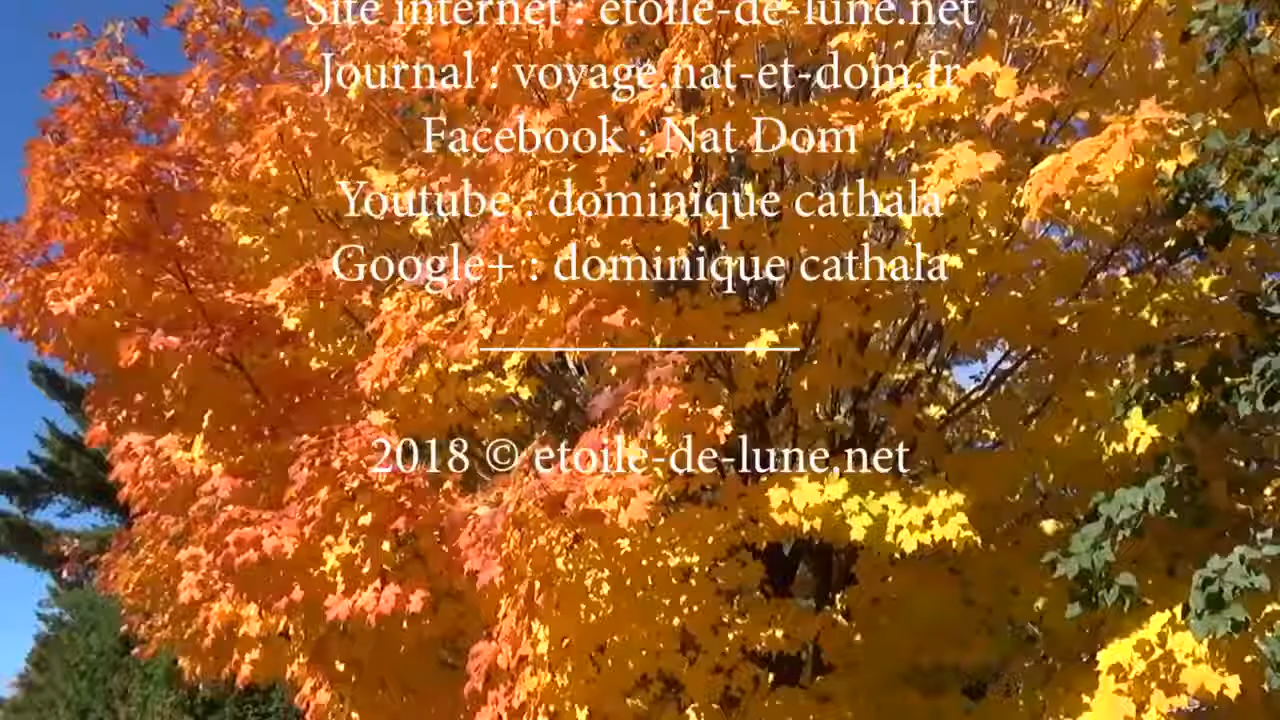 Site internet : etoile-de-lune.net
Journal : voyage.nat-et-dom.fr
Facebook : Nat Dom
Youtube : dominique cathala
Google+ : dominique cathala
2018 © etoile-de-lune.net